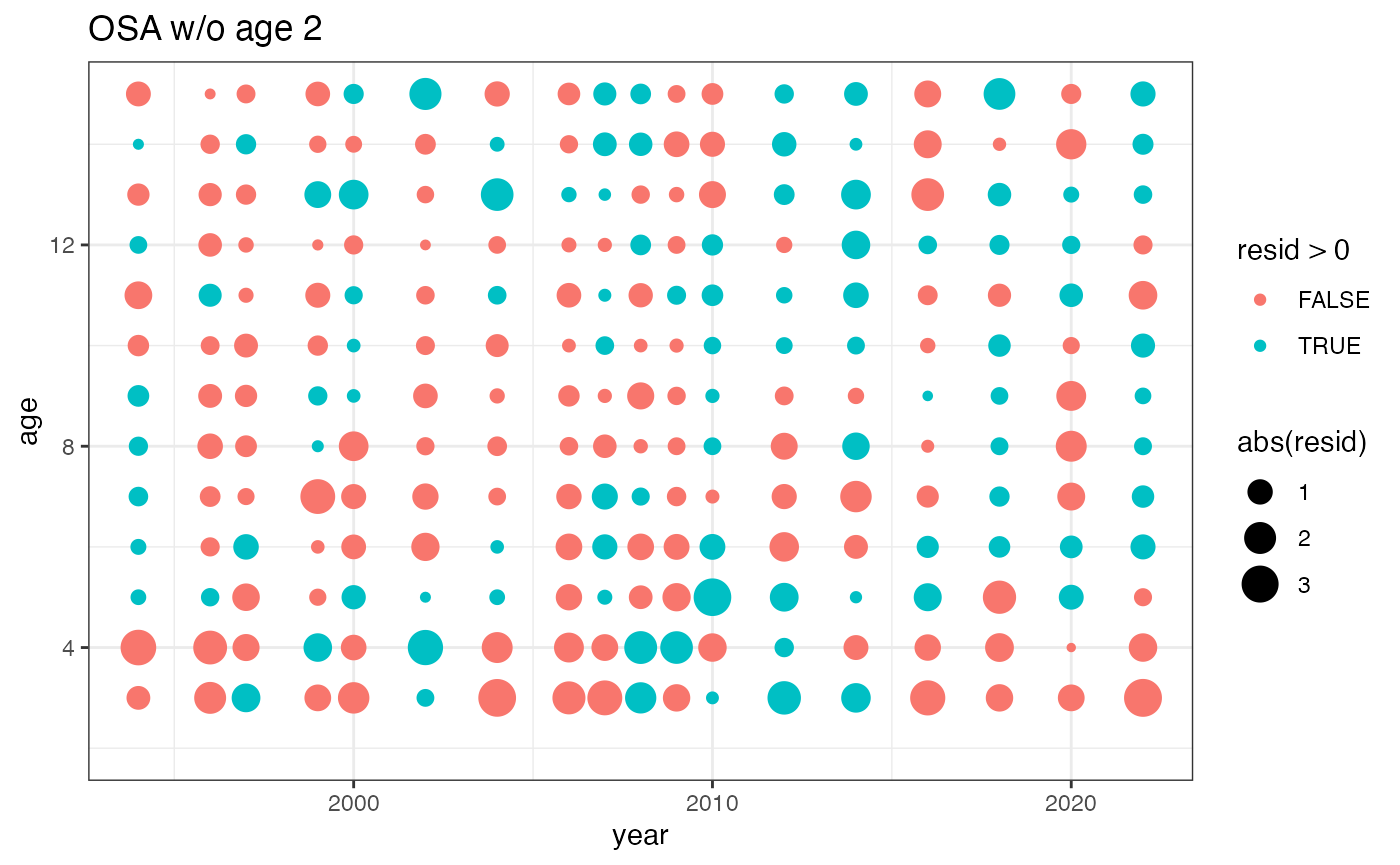 OSA w/o age 2
12
8
4
age
2000
2010
2020
year
resid > 0
FALSE
TRUE
abs(resid)
1
2
3